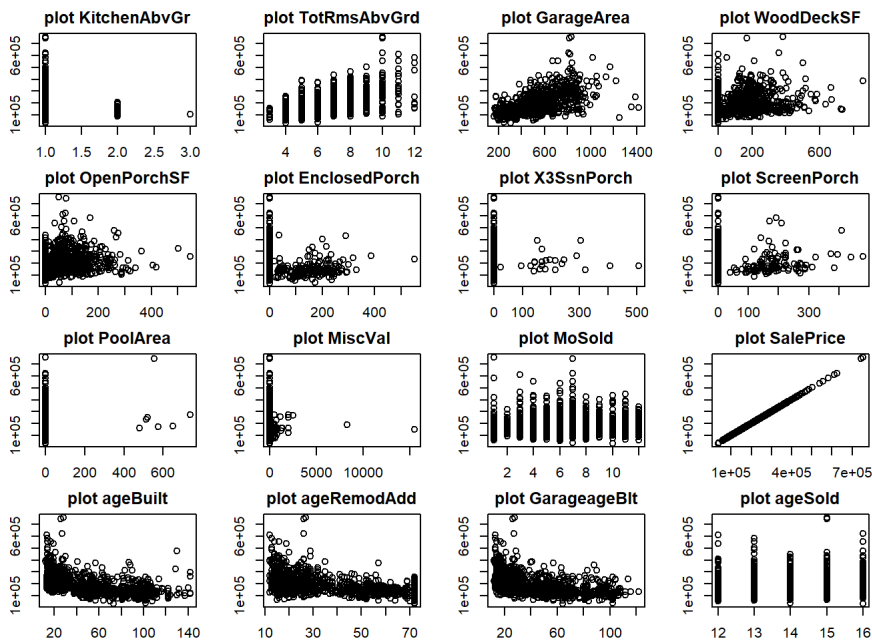 plot KitchenAbvGr plot TotRmsAbvGrd plot GarageArea plot WoodDeckSF
1e+05 6e+05 1e+05 6e+05 1e+05 6e+05 1e+05 6e+05
1.0 1.5 2.0 2.5 3.0 4 6 8 10 12 200 600 1000 1400 0 200 400 600
plot OpenPorchSF plot EnclosedPorch plot X3SsnPorch plot ScreenPorch
1e+05 6e+05 1e+05 6e+05 1e+05 6e+05 1e+05 6e+05
0 200 400 0 200 400 0 100 300 500 0 100 300
plot PoolArea plot MiscVal plot MoSold plot SalePrice
1e+05 6e+05 1e+05 6e+05 1e+05 6e+05 1e+05 6e+05
0 200 400 600 0 5000 10000 2 4 6 8 10 1e+05 4e+05 7e+05
plot ageBuilt plot ageRemodAdd plot GarageageBlt plot ageSold
1e+05 6e+05 1e+05 6e+05 1e+05 6e+05 1e+05 6e+05
20 60 100 140 10 30 50 70 20 60 100 12 13 14 15 16